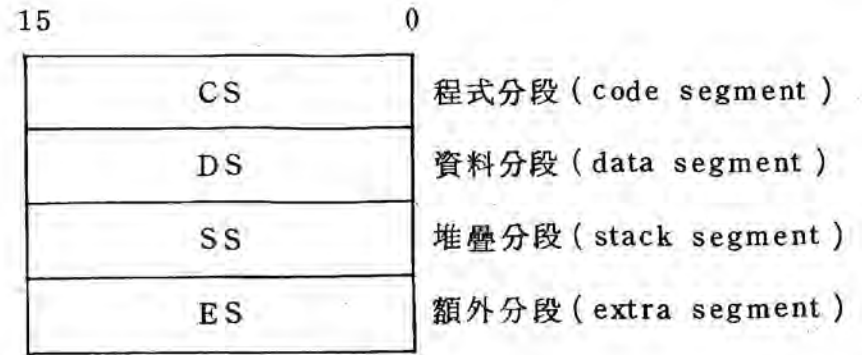 15 0
CS 程式分段 ( code segment )
DS 資料分段 ( data segment )
SS 堆疊分段 ( stack segment )
ES 額外分段 ( extra segment )